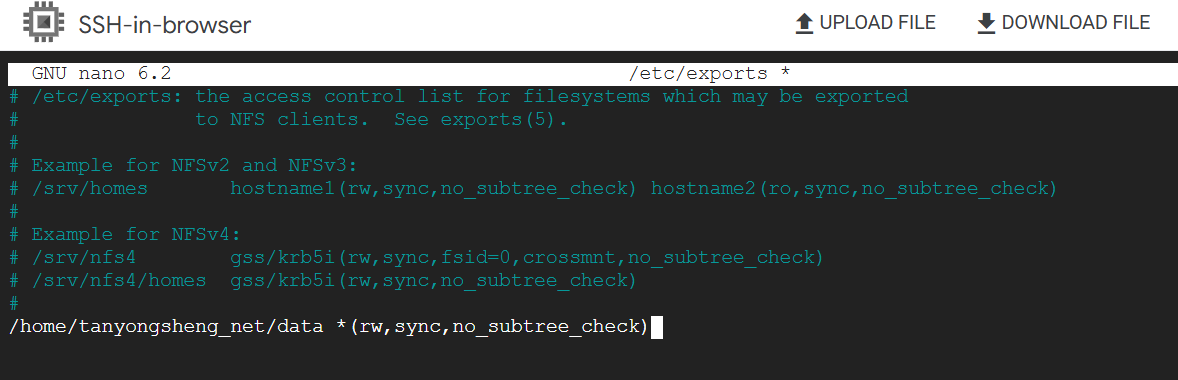 SSH-in-browser UPLOAD FILE DOWNLOAD FILE
GNU nano 6.2 /etc/exports *
# /etc/exports: the access control list for filesystems which may be exported
#               to NFS clients.  See exports(5).
#
# Example for NFSv2 and NFSv3:
# /srv/homes       hostname1(rw,sync,no_subtree_check) hostname2(ro,sync,no_subtree_check)
#
# Example for NFSv4:
# /srv/nfs4        gss/krb5i(rw,sync,fsid=0,crossmnt,no_subtree_check)
# /srv/nfs4/homes  gss/krb5i(rw,sync,no_subtree_check)
#
/home/tanyongsheng_net/data *(rw,sync,no_subtree_check)